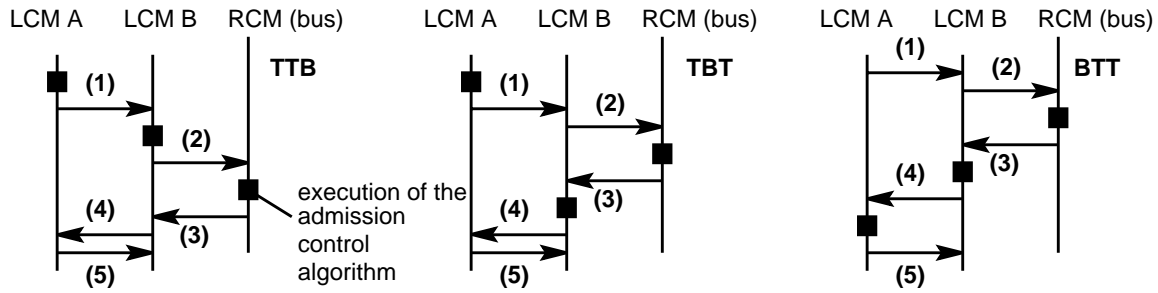 LCM A LCM B RCM (bus) LCM A LCM B RCM (bus) LCM A LCM B RCM (bus)
TTB TBT BTT
(1) (1) (1)
(2) (2) (2)
(3) (3) (3)
(4) (4) (4)
(5) (5) (5)
execution of the
admission
control
algorithm